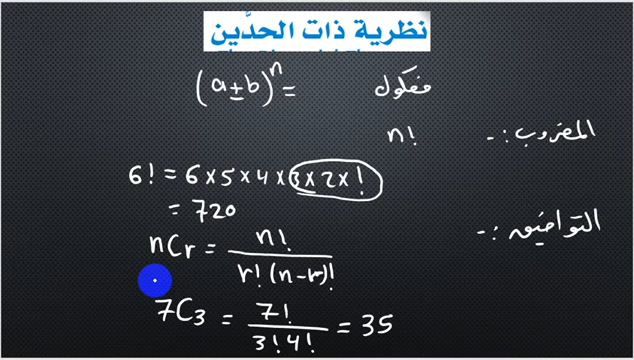 نظرية ذات الحدَّين
(a±b)ⁿ = مفكوك
المضروب :- n!
6! = 6 × 5 × 4 × 3 × 2 × !
= 720
التوافيق :-
nCr = n! / r! (n-r)!
7C3 = 7! / 3! 4! = 35